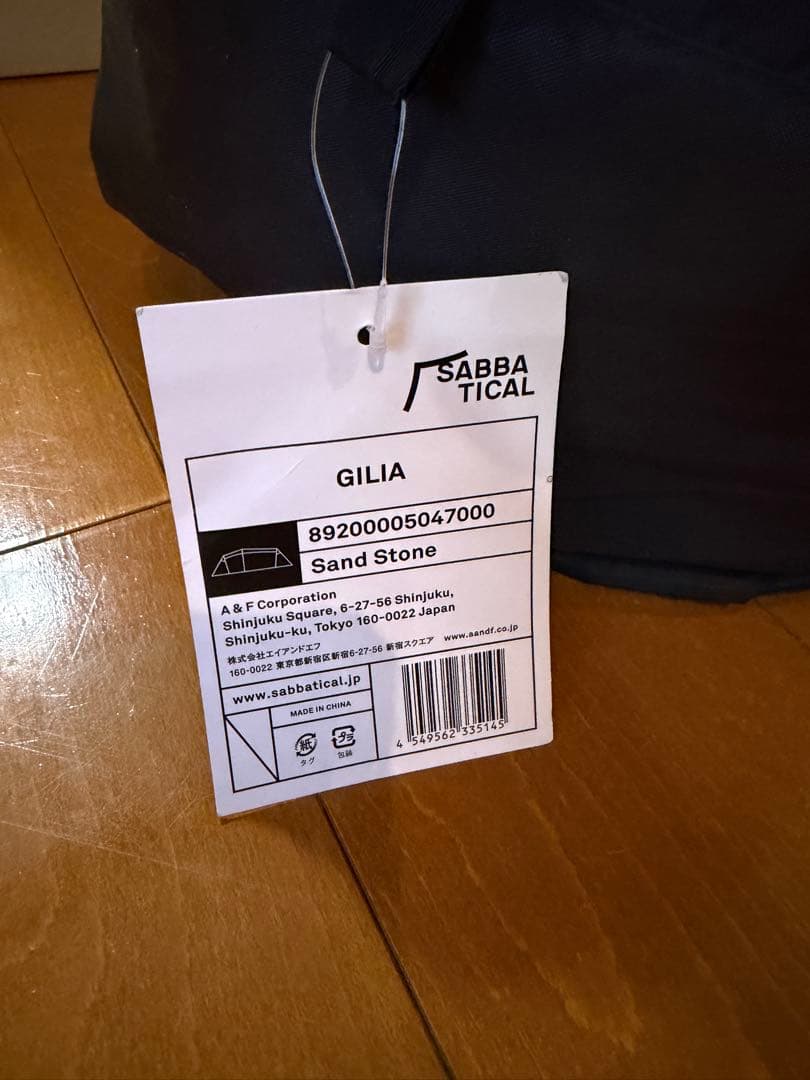 SABBA
TICAL
GILIA
89200005047000
Sand Stone
A & F Corporation
Shinjuku Square, 6-27-56 Shinjuku,
Shinjuku-ku, Tokyo 160-0022 Japan
株式会社エイアンドエフ
160-0022 東京都新宿区新宿6-27-56 新宿スクエア www.aandf.co.jp
www.sabbatical.jp
MADE IN CHINA
紙
タグ
プラ
包装
4 549562 335145